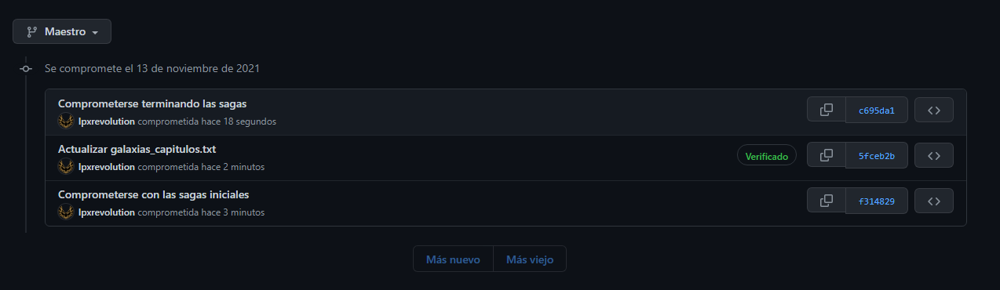 Maestro
Se compromete el 13 de noviembre de 2021
Comprometerse terminando las sagas
lpxrevolution comprometida hace 18 segundos
c695da1
Actualizar galaxias_capitulos.txt
lpxrevolution comprometida hace 2 minutos
Verificado
5fceb2b
Comprometerse con las sagas iniciales
lpxrevolution comprometida hace 3 minutos
f314829
Más nuevo
Más viejo